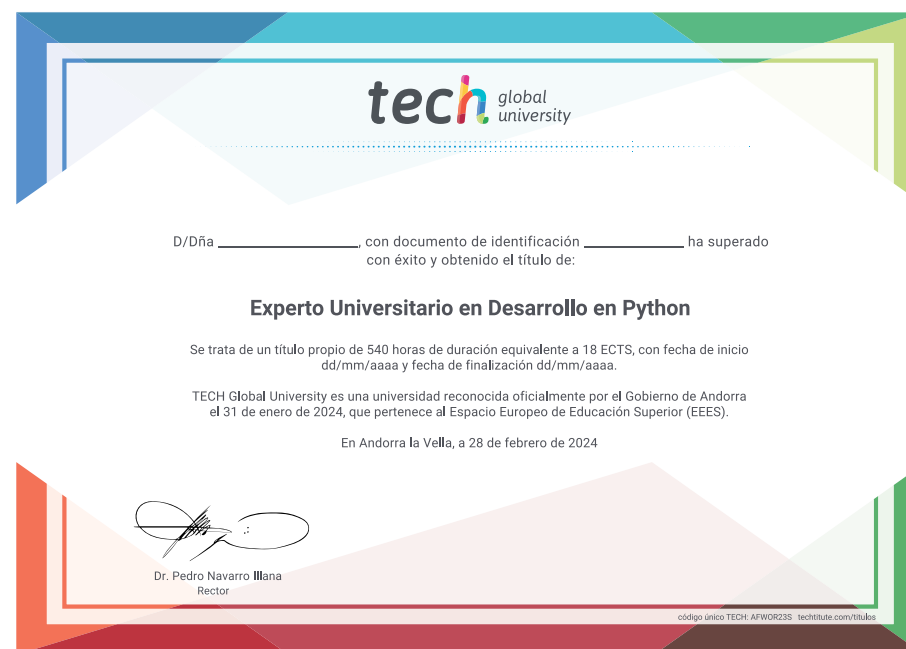 tech global university
D/Dña ____________, con documento de identificación ____________ ha superado
con éxito y obtenido el título de:
Experto Universitario en Desarrollo en Python
Se trata de un título propio de 540 horas de duración equivalente a 18 ECTS, con fecha de inicio
dd/mm/aaaa y fecha de finalización dd/mm/aaaa.
TECH Global University es una universidad reconocida oficialmente por el Gobierno de Andorra
el 31 de enero de 2024, que pertenece al Espacio Europeo de Educación Superior (EEES).
En Andorra la Vella, a 28 de febrero de 2024
Dr. Pedro Navarro Illana
Rector
código único TECH: AFWOR23S techtitute.com/titulos